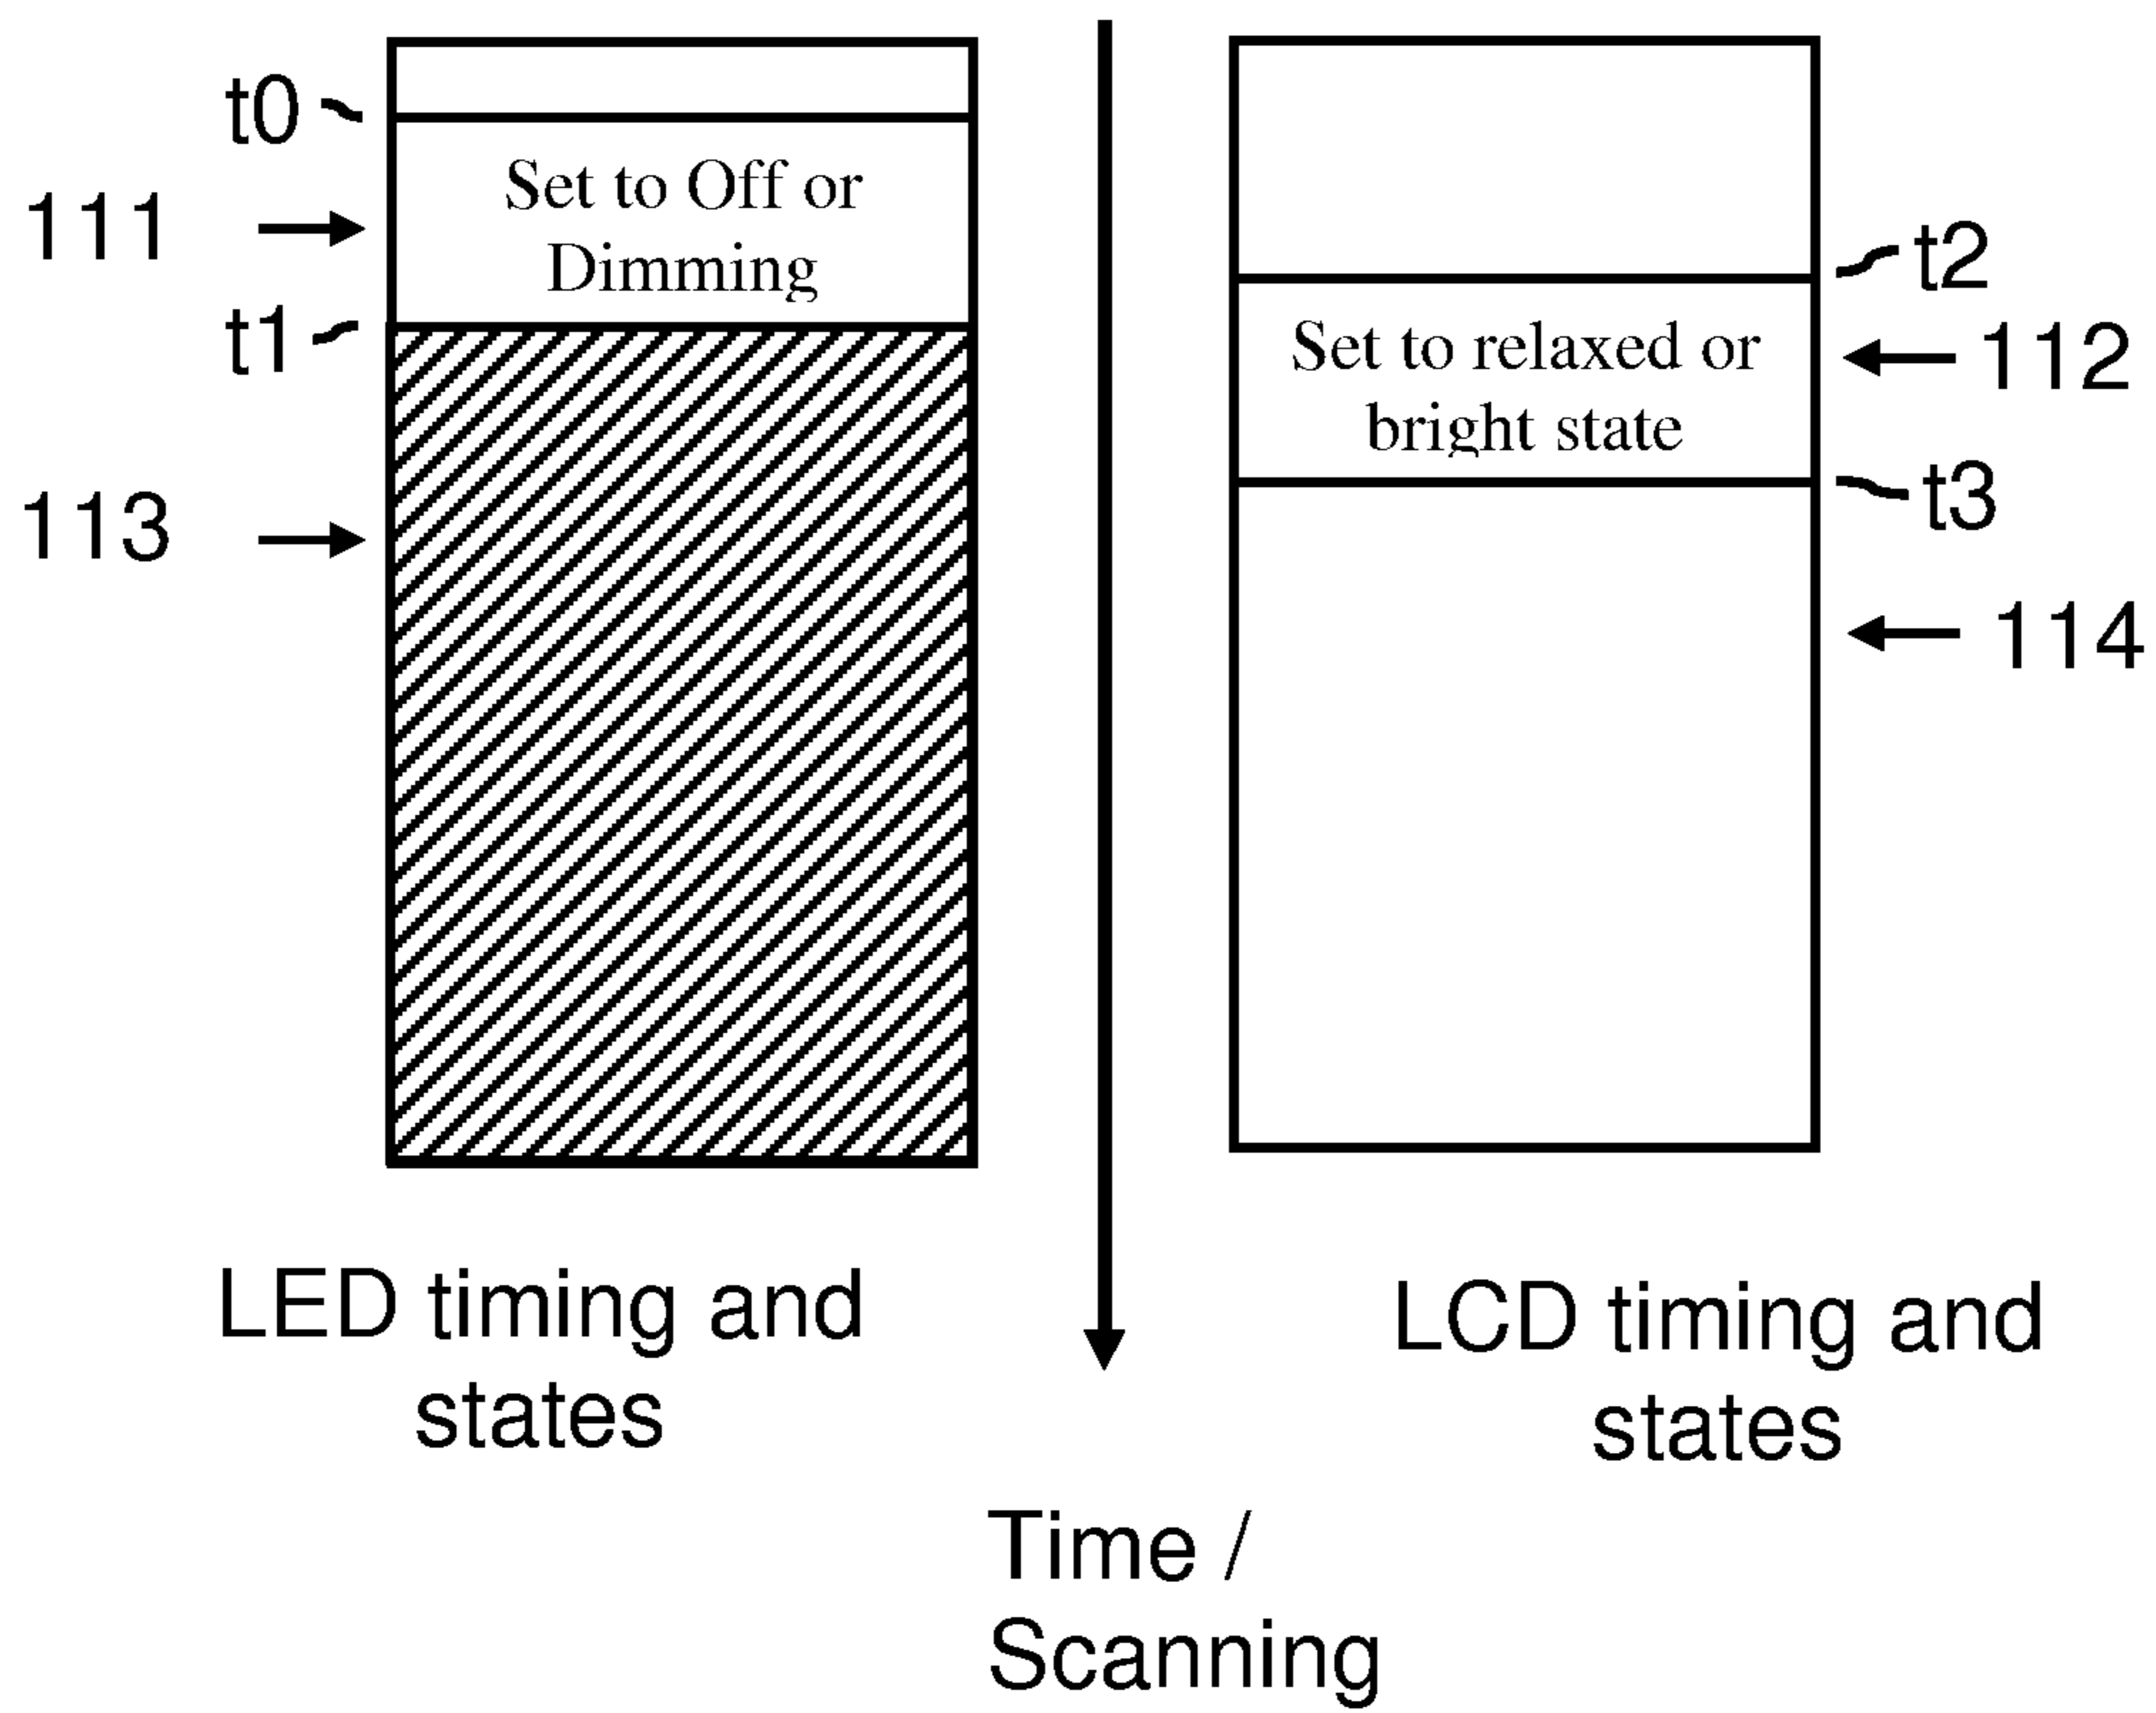 t0
111
Set to Off or
Dimming
t1
113
t2
Set to relaxed or
bright state
112
t3
114
LED timing and
states
LCD timing and
states
Time /
Scanning